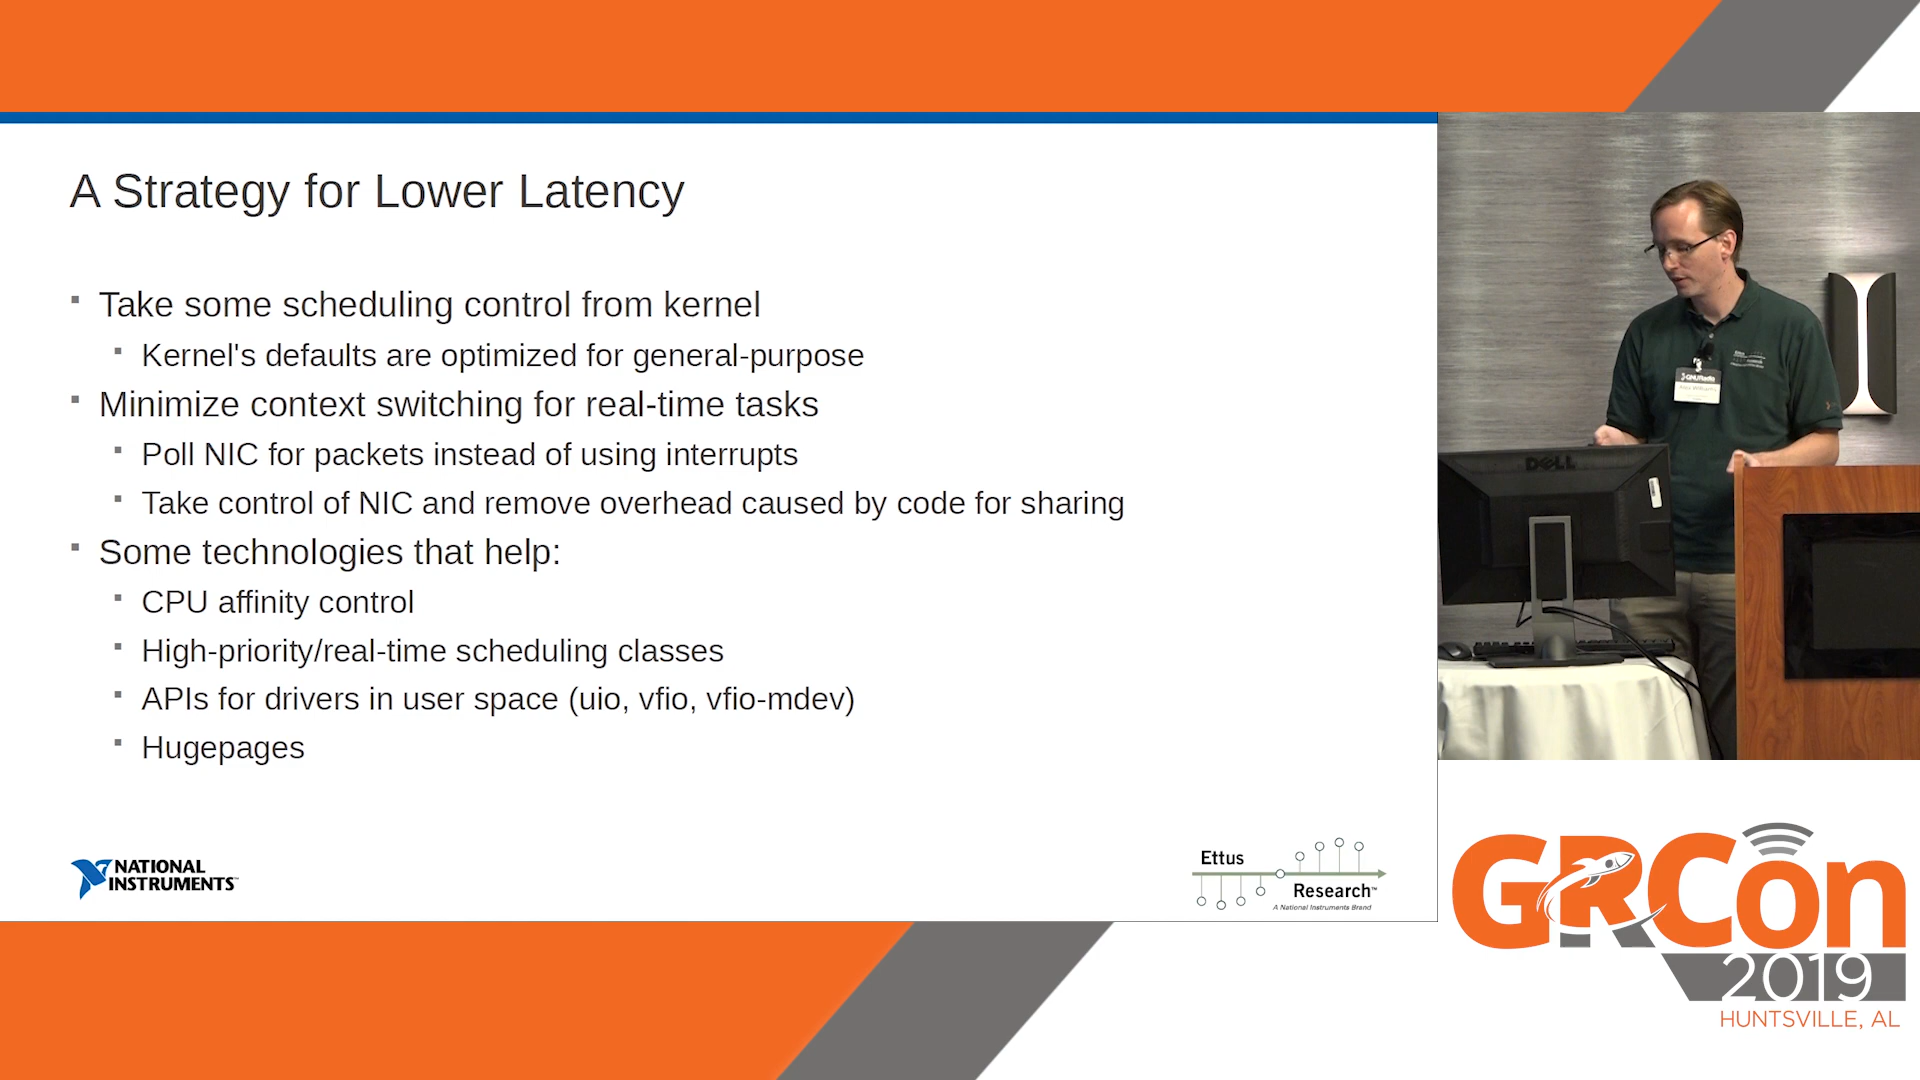 A Strategy for Lower Latency
Take some scheduling control from kernel
Kernel's defaults are optimized for general-purpose
Minimize context switching for real-time tasks
Poll NIC for packets instead of using interrupts
Take control of NIC and remove overhead caused by code for sharing
Some technologies that help:
CPU affinity control
High-priority/real-time scheduling classes
APIs for drivers in user space (uio, vfio, vfio-mdev)
Hugepages
NATIONAL
INSTRUMENTS™
Ettus
Research™
A National Instruments Brand
DELL
GNURadio
GRCon
2019
HUNTSVILLE, AL